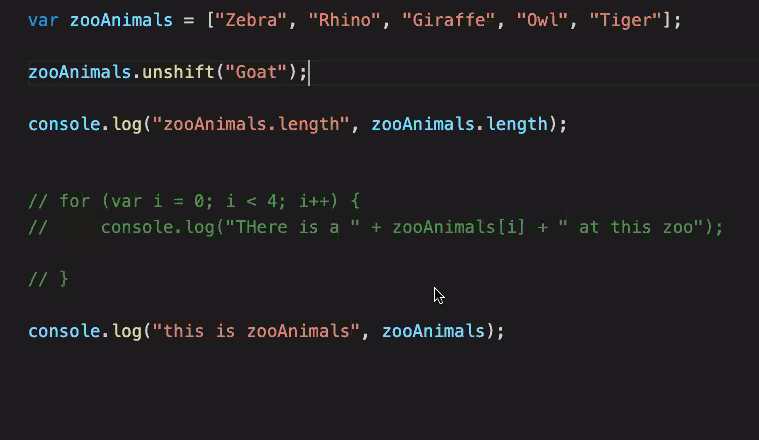 var zooAnimals = ["Zebra", "Rhino", "Giraffe", "Owl", "Tiger"];
zooAnimals.unshift("Goat");
console.log("zooAnimals.length", zooAnimals.length);
// for (var i = 0; i < 4; i++) {
//     console.log("THere is a " + zooAnimals[i] + " at this zoo");
// }
console.log("this is zooAnimals", zooAnimals);